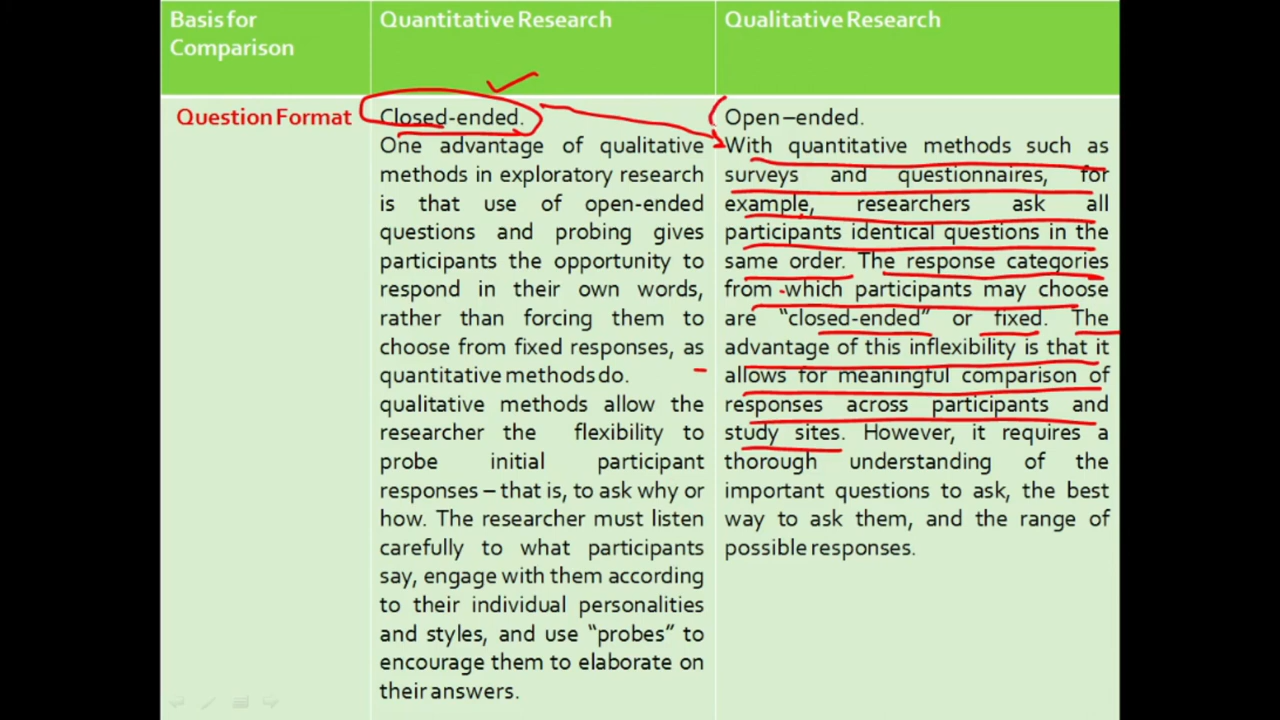 Basis for
Comparison
Quantitative Research
Qualitative Research
Question Format
Closed-ended.
One advantage of qualitative
methods in exploratory research
is that use of open-ended
questions and probing gives
participants the opportunity to
respond in their own words,
rather than forcing them to
choose from fixed responses, as
quantitative methods do.
qualitative methods allow the
researcher the flexibility to
probe initial participant
responses – that is, to ask why or
how. The researcher must listen
carefully to what participants
say, engage with them according
to their individual personalities
and styles, and use “probes” to
encourage them to elaborate on
their answers.
Open –ended.
With quantitative methods such as
surveys and questionnaires, for
example, researchers ask all
participants identical questions in the
same order. The response categories
from which participants may choose
are “closed-ended” or fixed. The
advantage of this inflexibility is that it
allows for meaningful comparison of
responses across participants and
study sites. However, it requires a
thorough understanding of the
important questions to ask, the best
way to ask them, and the range of
possible responses.